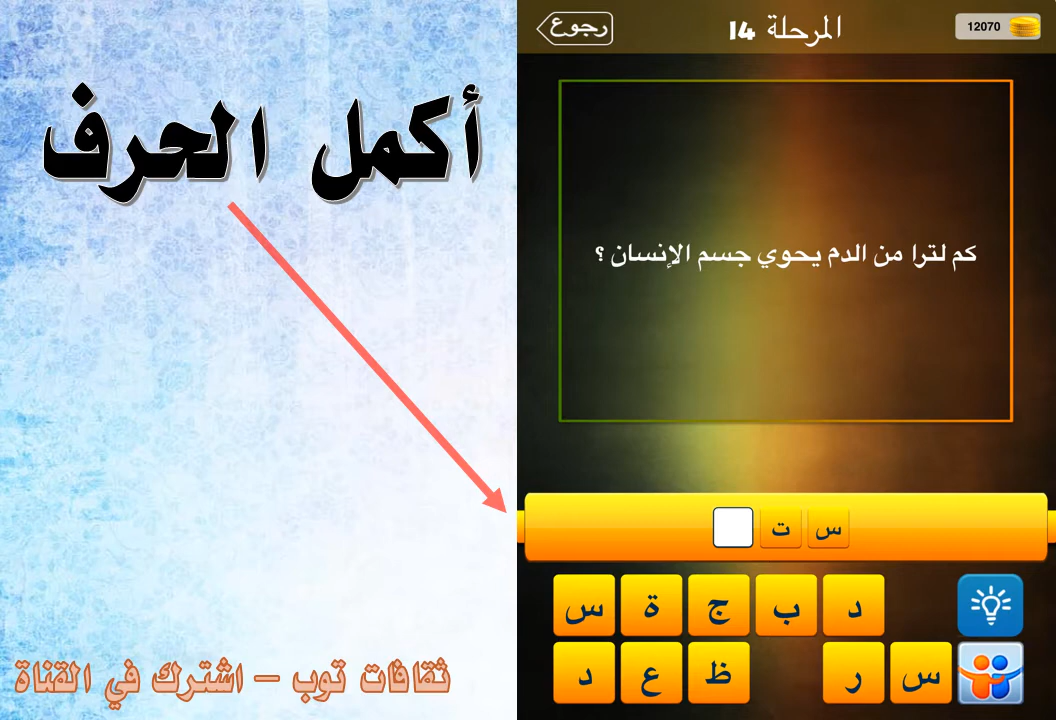 أكمل الحرف
ثقافات توب – اشترك في القناة
رجوع
المرحلة 14
12070
كم لترا من الدم يحوي جسم الإنسان ؟
س ت
د ب ج ة س
س ر ظ ع د